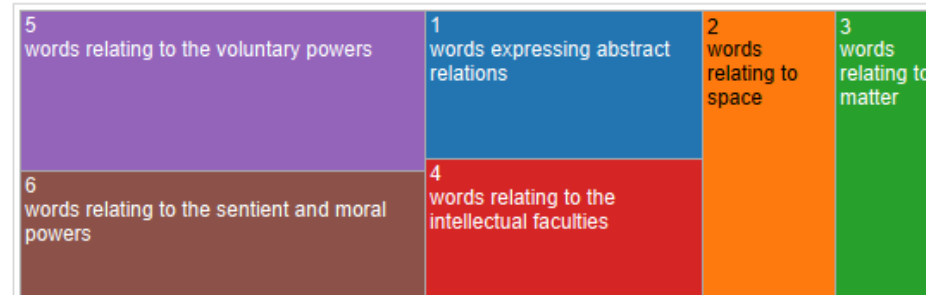 5
words relating to the voluntary powers
6
words relating to the sentient and moral
powers
1
words expressing abstract
relations
4
words relating to the
intellectual faculties
2
words
relating to
space
3
words
relating to
matter